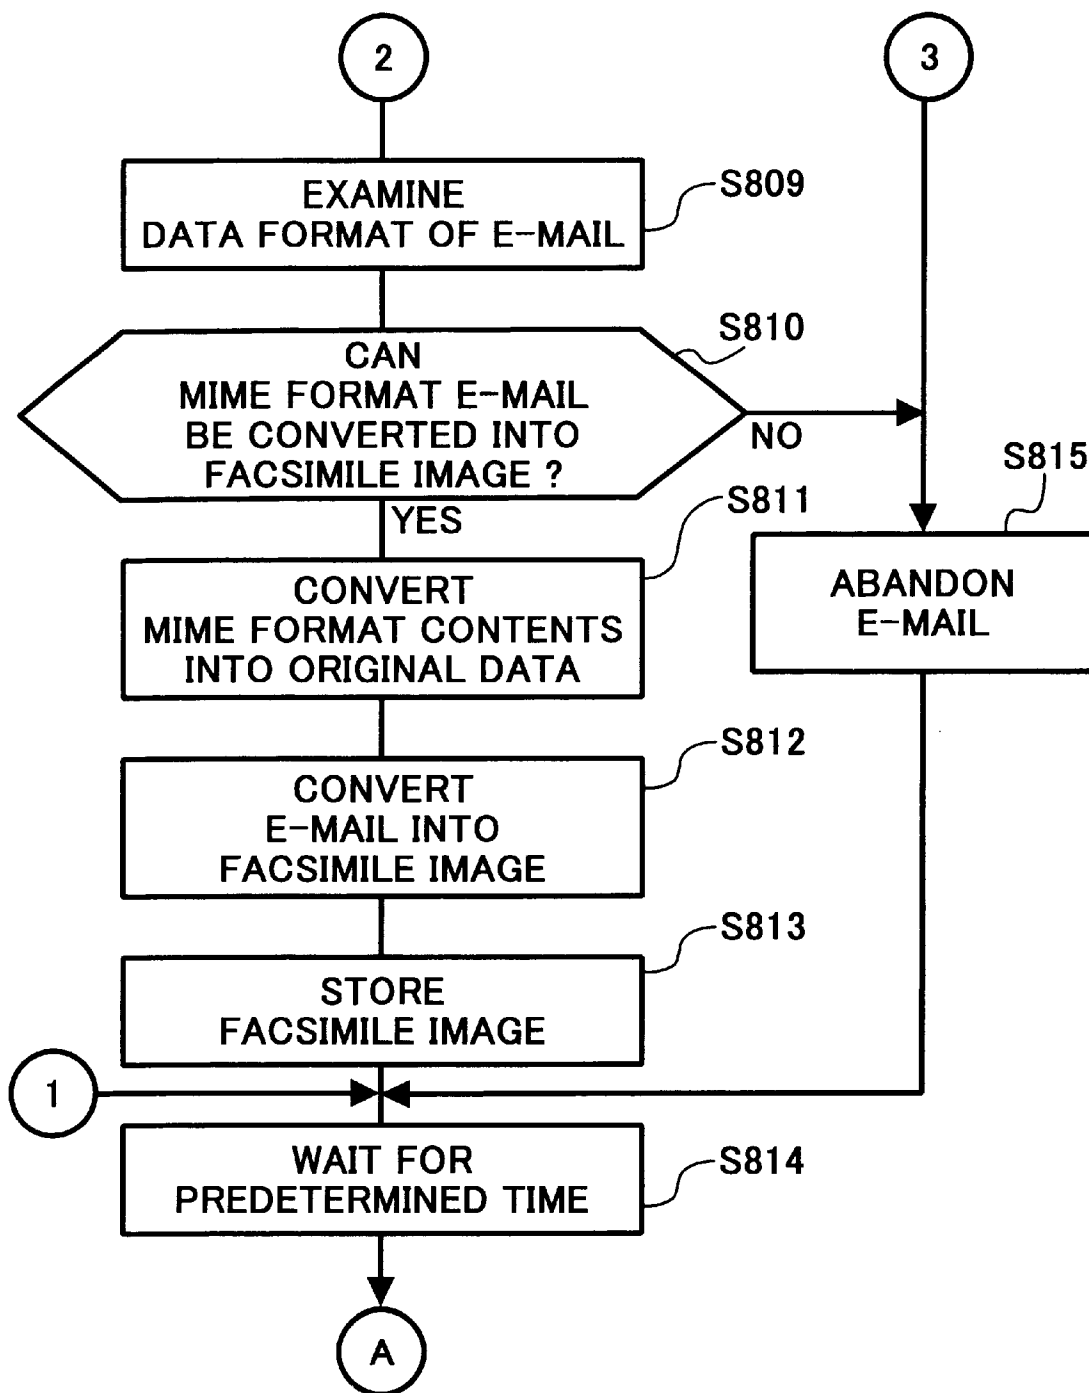 2
3
EXAMINE
DATA FORMAT OF E-MAIL
S809
CAN
MIME FORMAT E-MAIL
BE CONVERTED INTO
FACSIMILE IMAGE ?
S810
NO
YES
S811
CONVERT
MIME FORMAT CONTENTS
INTO ORIGINAL DATA
S815
ABANDON
E-MAIL
S812
CONVERT
E-MAIL INTO
FACSIMILE IMAGE
S813
STORE
FACSIMILE IMAGE
1
WAIT FOR
PREDETERMINED TIME
S814
A